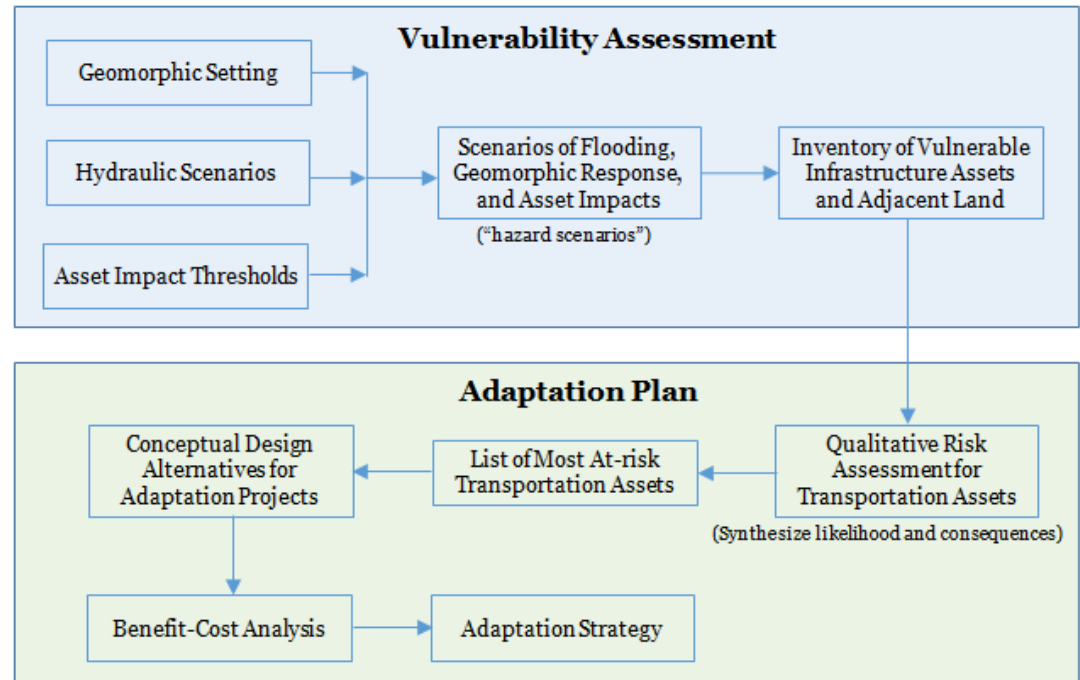 Vulnerability Assessment
Geomorphic Setting
Hydraulic Scenarios
Asset Impact Thresholds
Scenarios of Flooding,
Geomorphic Response,
and Asset Impacts
(“hazard scenarios”)
Inventory of Vulnerable
Infrastructure Assets
and Adjacent Land
Adaptation Plan
Qualitative Risk
Assessment for
Transportation Assets
(Synthesize likelihood and consequences)
List of Most At-risk
Transportation Assets
Conceptual Design
Alternatives for
Adaptation Projects
Benefit-Cost Analysis
Adaptation Strategy